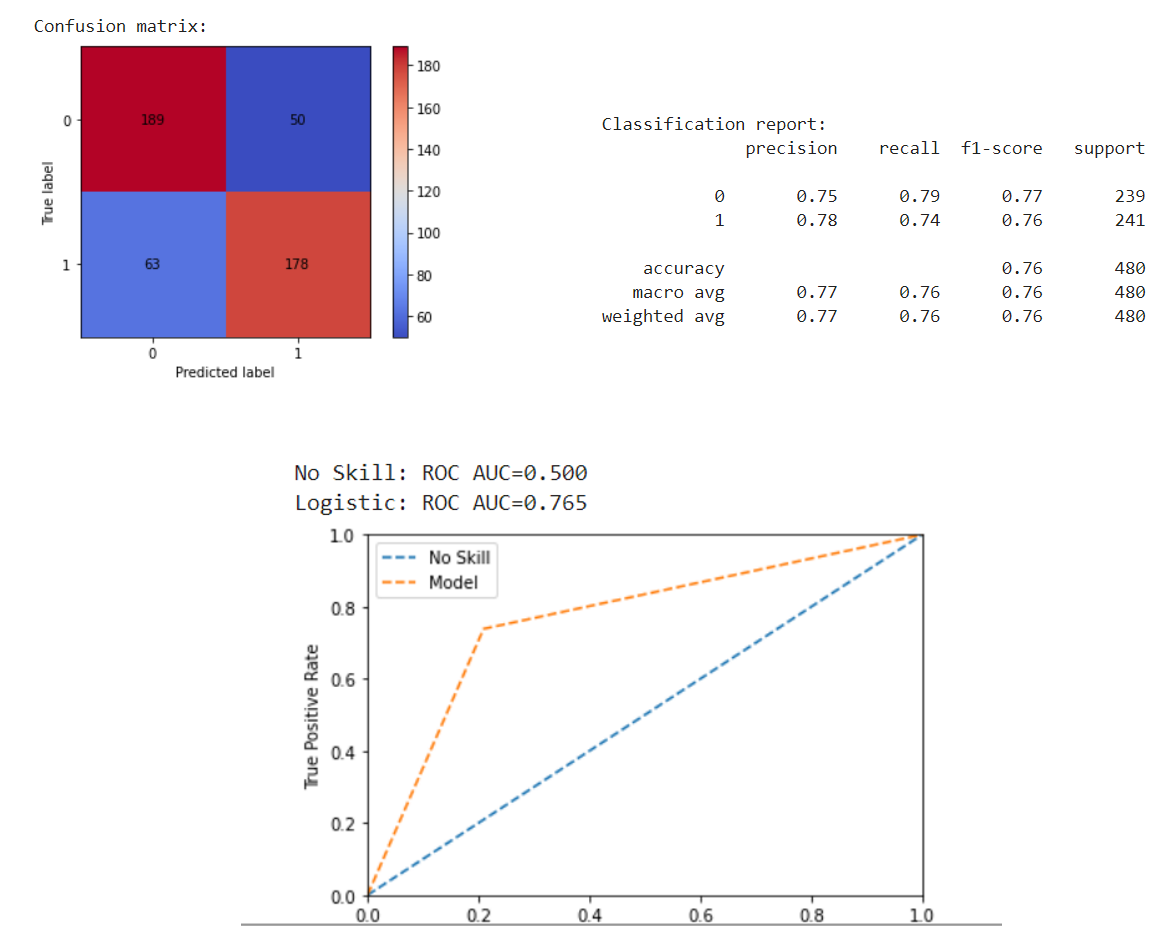 Confusion matrix:
180
160
140
120
100
80
60
True label
0
1
189
50
63
178
0
1
Predicted label
Classification report:
precision recall f1-score support
0 0.75 0.79 0.77 239
1 0.78 0.74 0.76 241
accuracy 0.76 480
macro avg 0.77 0.76 0.76 480
weighted avg 0.77 0.76 0.76 480
No Skill: ROC AUC=0.500
Logistic: ROC AUC=0.765
No Skill
Model
True Positive Rate
1.0
0.8
0.6
0.4
0.2
0.0
0.0 0.2 0.4 0.6 0.8 1.0